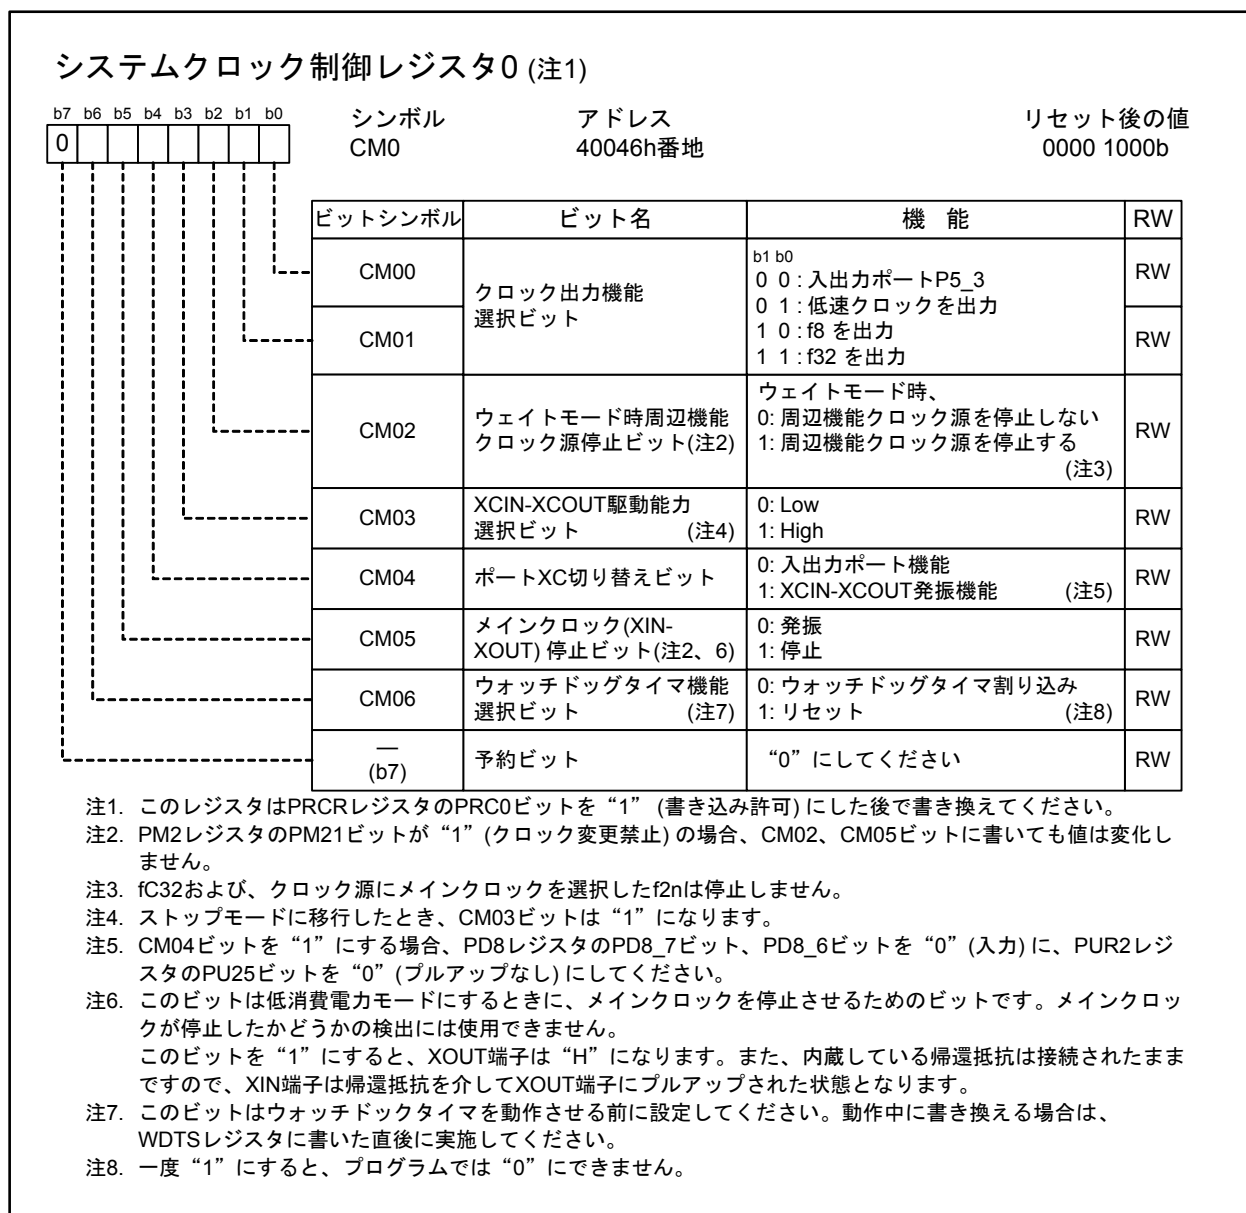 システムクロック制御レジスタ0 (注1)
b7 b6 b5 b4 b3 b2 b1 b0
0
シンボル
CM0
アドレス
40046h番地
リセット後の値
0000 1000b
ビットシンボル ビット名 機 能 RW
CM00
CM01
クロック出力機能
選択ビット
b1 b0
0 0 : 入出力ポートP5_3
0 1 : 低速クロックを出力
1 0 : f8 を出力
1 1 : f32 を出力
RW
RW
CM02
ウェイトモード時周辺機能
クロック源停止ビット(注2)
ウェイトモード時、
0: 周辺機能クロック源を停止しない
1: 周辺機能クロック源を停止する
(注3)
RW
CM03
XCIN-XCOUT駆動能力
選択ビット (注4)
0: Low
1: High
RW
CM04
ポートXC切り替えビット
0: 入出力ポート機能
1: XCIN-XCOUT発振機能 (注5)
RW
CM05
メインクロック(XIN-
XOUT) 停止ビット(注2、6)
0: 発振
1: 停止
RW
CM06
ウォッチドッグタイマ機能
選択ビット (注7)
0: ウォッチドッグタイマ割り込み
1: リセット (注8)
RW
—
(b7)
予約ビット
“0”にしてください
RW
注1. このレジスタはPRCRレジスタのPRC0ビットを“1” (書き込み許可) にした後で書き換えてください。
注2. PM2レジスタのPM21ビットが“1” (クロック変更禁止) の場合、CM02、CM05ビットに書いても値は変化し
ません。
注3. fC32および、クロック源にメインクロックを選択したf2nは停止しません。
注4. ストップモードに移行したとき、CM03ビットは“1”になります。
注5. CM04ビットを“1”にする場合、PD8レジスタのPD8_7ビット、PD8_6ビットを“0” (入力) に、PUR2レジ
スタのPU25ビットを“0” (プルアップなし) にしてください。
注6. このビットは低消費電力モードにするときに、メインクロックを停止させるためのビットです。メインクロッ
クが停止したかどうかの検出には使用できません。
このビットを“1”にすると、XOUT端子は“H”になります。また、内蔵している帰還抵抗は接続されたまま
ですので、XIN端子は帰還抵抗を介してXOUT端子にプルアップされた状態となります。
注7. このビットはウォッチドックタイマを動作させる前に設定してください。動作中に書き換える場合は、
WDTSレジスタに書いた直後に実施してください。
注8. 一度“1”にすると、プログラムでは“0”にできません。